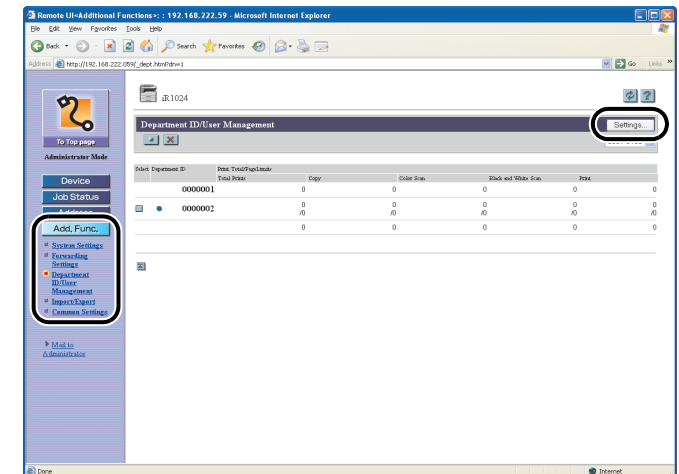 Remote UI<Additional Functions>: : 192.168.222.59 - Microsoft Internet Explorer
File Edit View Favorites Tools Help
Back Search Favorites
Address http://192.168.222.059/_dept.html?dn=1 Go Links »
iR1024
Department ID/User Management Settings...
To Top page
Administrator Mode
Select Department ID Print Total/PageLimits
Total Prints Copy Color Scan Black and White Scan Print
Device
Job Status
Add. Func.
System Settings
Forwarding
Settings
Department
ID/User
Management
Import/Export
Common Settings
Mail to
Administrator
0000001 0 0 0 0 0
0000002 0 0 0 0 0
/0 /0 /0 /0 /0
0 0 0 0 0
Done Internet